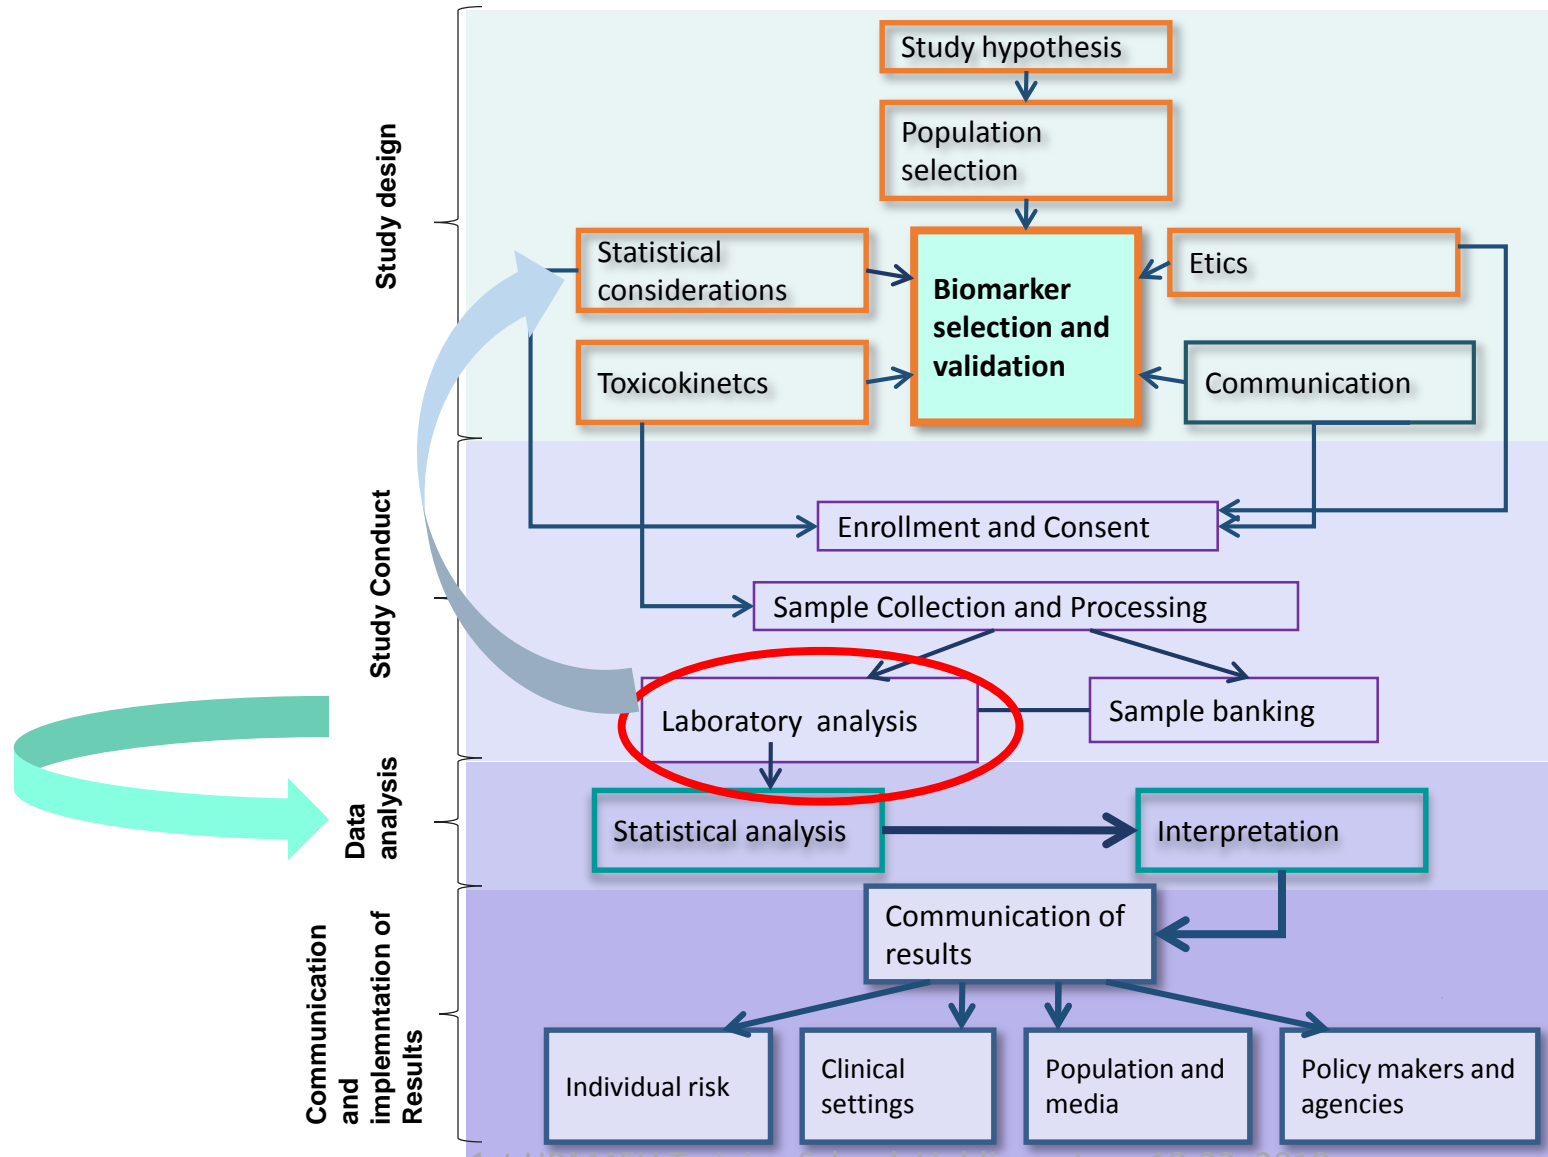 Study design
Study hypothesis
Population
selection
Statistical
considerations
Biomarker
selection and
validation
Etics
Toxicokinetcs
Communication
Study Conduct
Enrollment and Consent
Sample Collection and Processing
Laboratory analysis
Sample banking
Data
analysis
Statistical analysis
Interpretation
Communication
and
implemntation of
Results
Communication of
results
Individual risk
Clinical
settings
Population and
media
Policy makers and
agencies